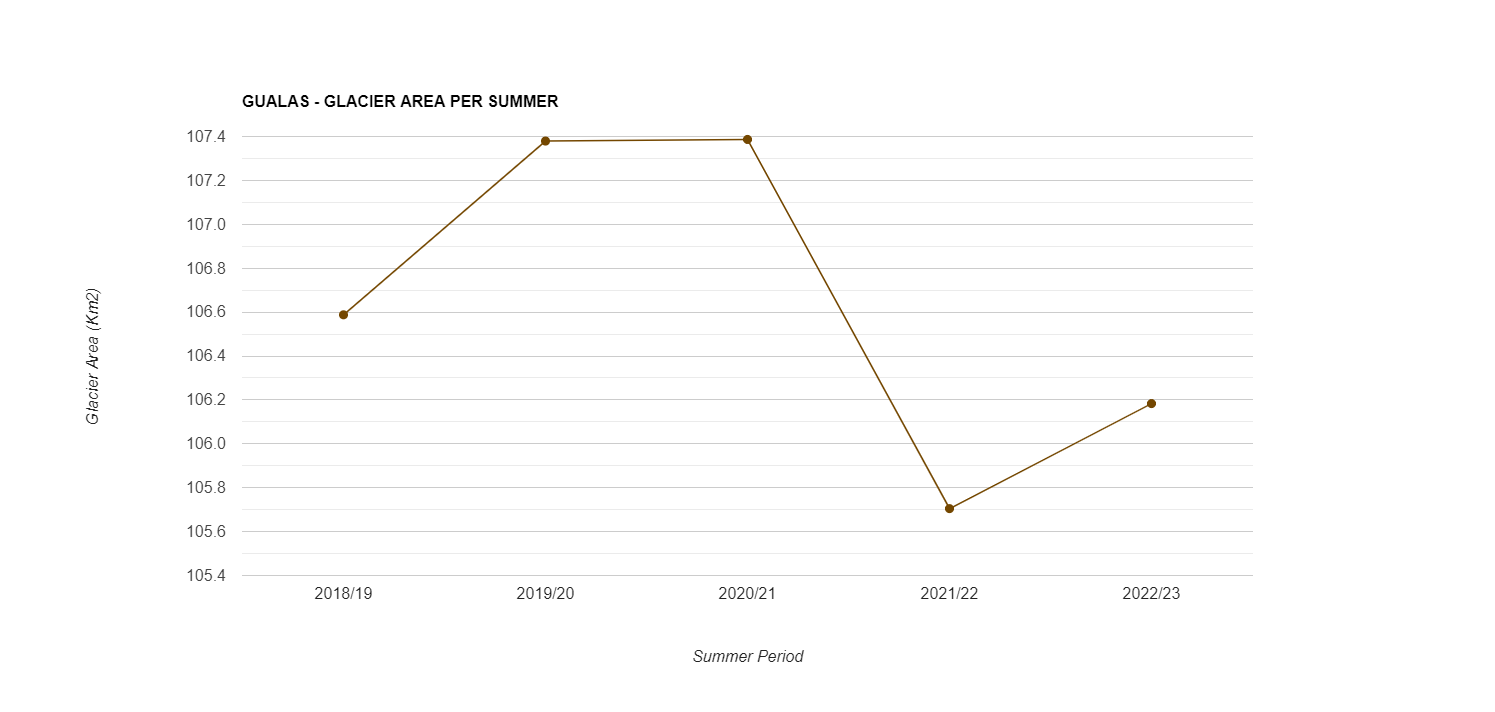 GUALAS - GLACIER AREA PER SUMMER
107.4
107.2
107.0
106.8
106.6
106.4
106.2
106.0
105.8
105.6
105.4
Glacier Area (Km2)
2018/19 2019/20 2020/21 2021/22 2022/23
Summer Period